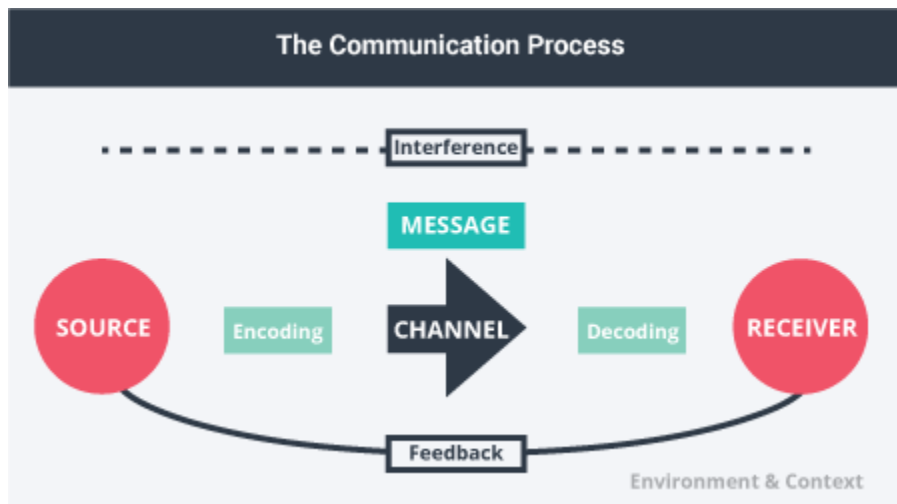 The Communication Process
Interference
MESSAGE
SOURCE
Encoding
CHANNEL
Decoding
RECEIVER
Feedback
Environment & Context